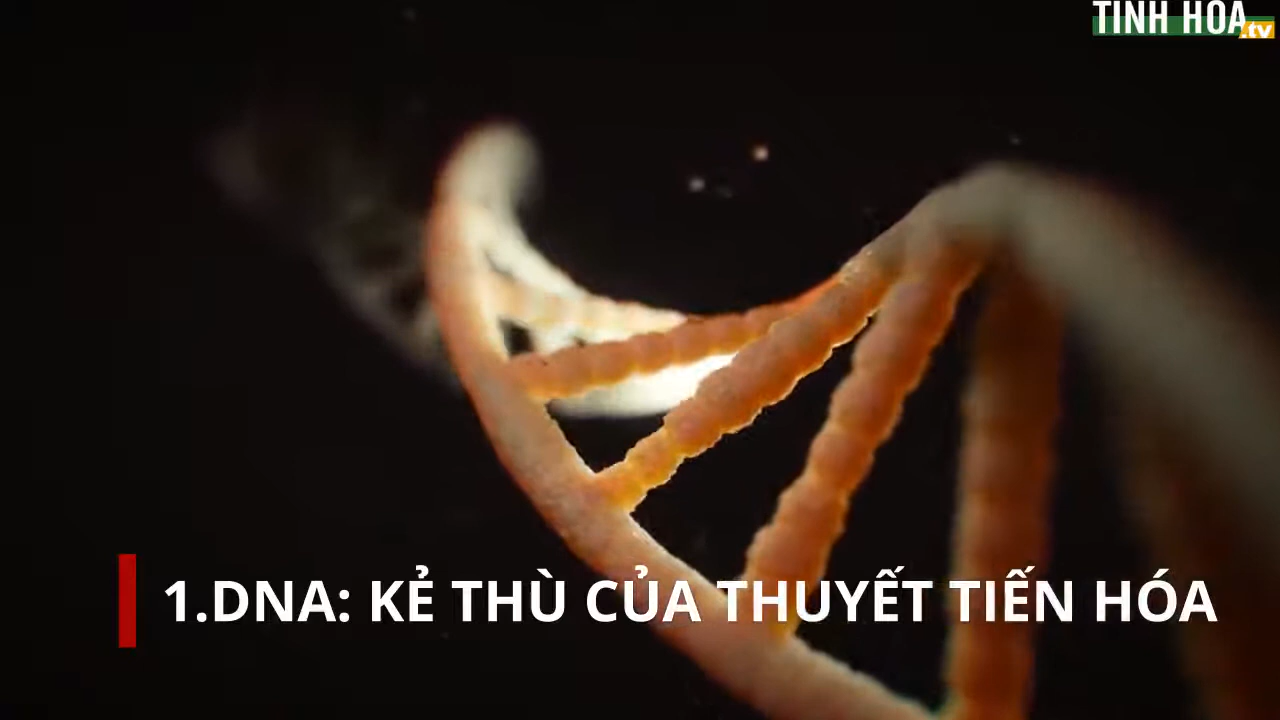 TINH HOA
.tv
1.DNA: KẺ THÙ CỦA THUYẾT TIẾN HÓA